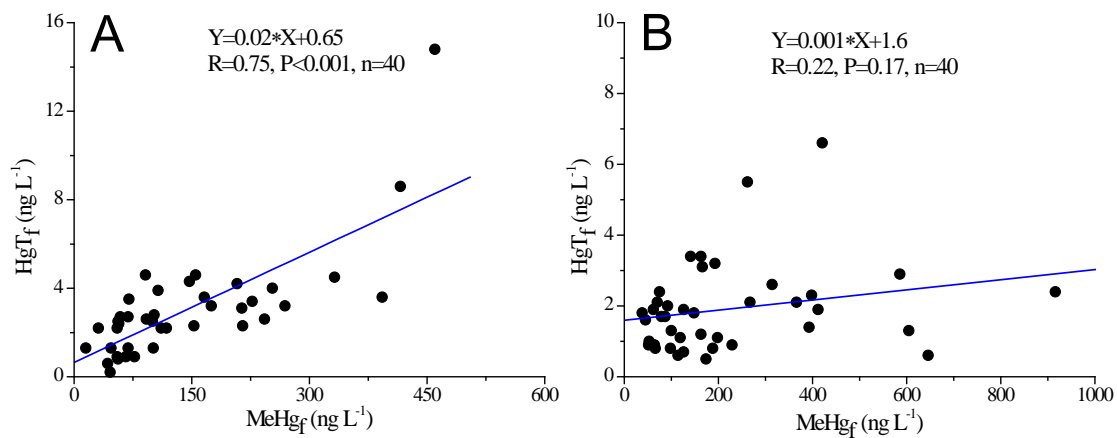 A
Y=0.02*X+0.65
R=0.75, P<0.001, n=40
HgT_f (ng L^-1)
16
12
8
4
0
0 150 300 450 600
MeHg_f (ng L^-1)
B
Y=0.001*X+1.6
R=0.22, P=0.17, n=40
HgT_f (ng L^-1)
10
8
6
4
2
0
0 200 400 600 800 1000
MeHg_f (ng L^-1)